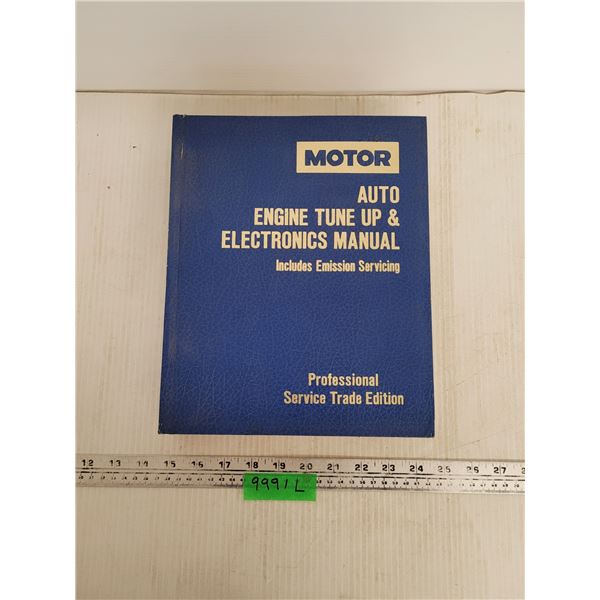 MOTOR
AUTO
ENGINE TUNE UP &
ELECTRONICS MANUAL
Includes Emission Servicing
Professional
Service Trade Edition
12 13 14 15 16 17 18 19 20 21 22 23 24 25 26 27
9991L